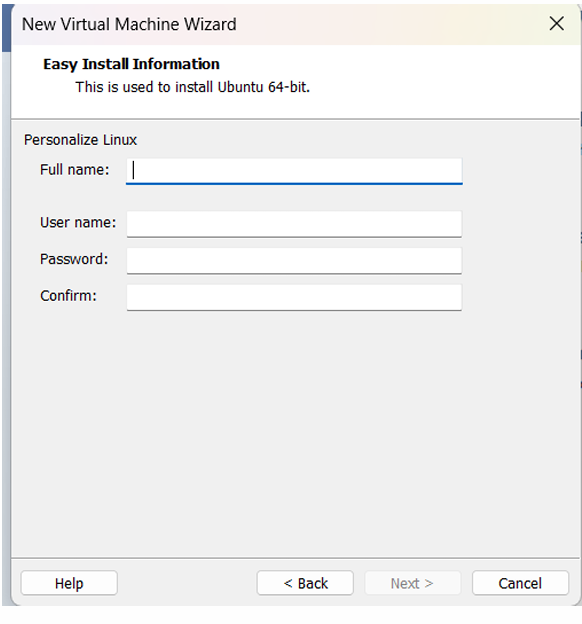 New Virtual Machine Wizard
Easy Install Information
This is used to install Ubuntu 64-bit.
Personalize Linux
Full name:
User name:
Password:
Confirm:
Help
< Back
Next >
Cancel